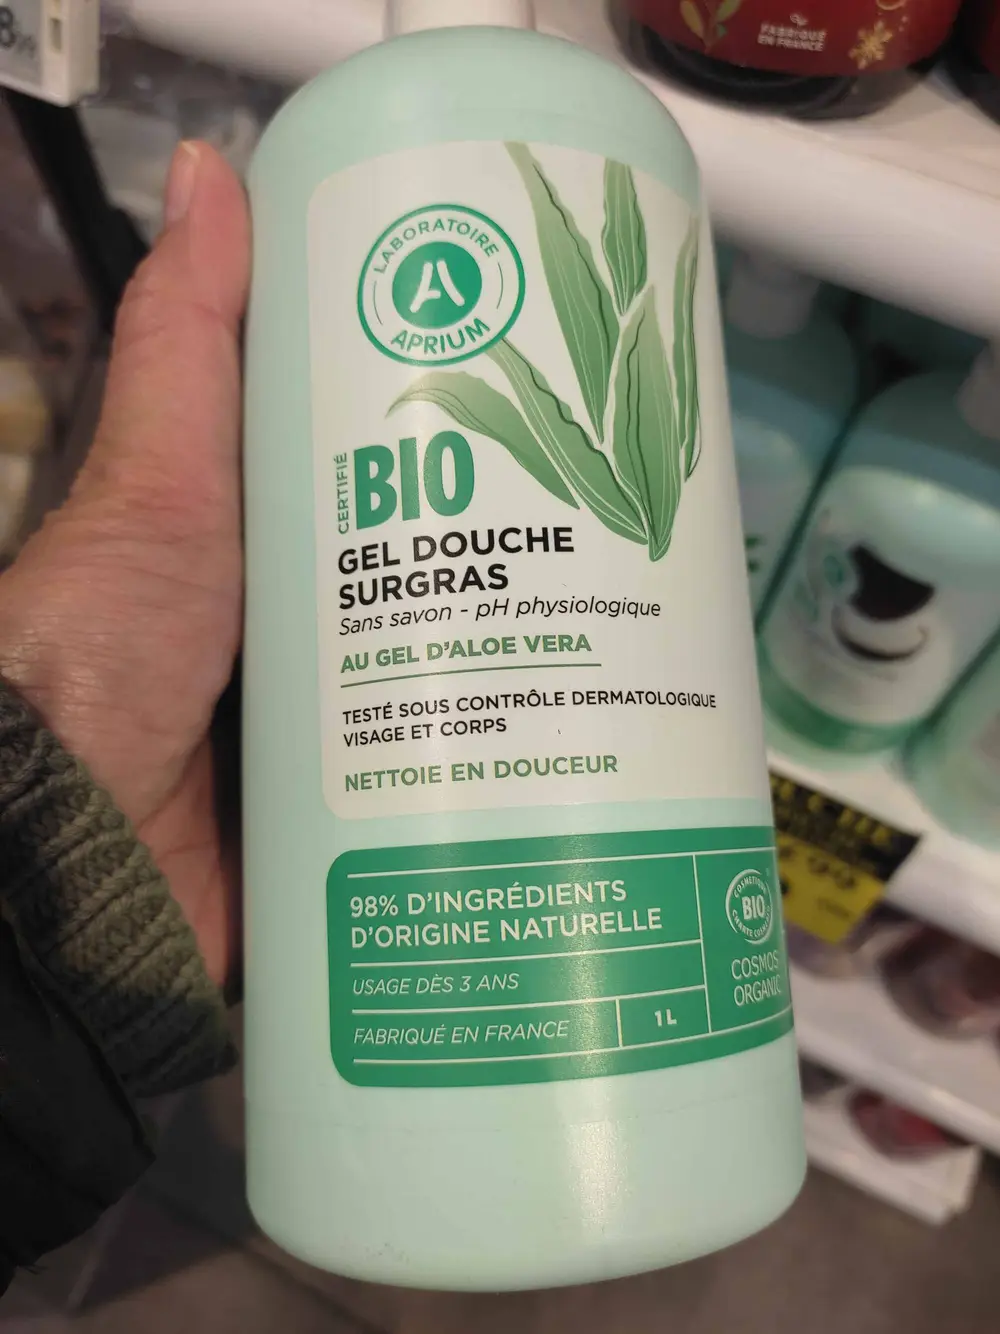 FABRIQUÉ
EN FRANCE
LABORATOIRE
APRIUM
CERTIFIÉ
BIO
GEL DOUCHE
SURGRAS
Sans savon - pH physiologique
AU GEL D'ALOE VERA
TESTÉ SOUS CONTRÔLE DERMATOLOGIQUE
VISAGE ET CORPS
NETTOIE EN DOUCEUR
98% D'INGRÉDIENTS
D'ORIGINE NATURELLE
USAGE DÈS 3 ANS
FABRIQUÉ EN FRANCE
1L
BIO
COSMOS
ORGANIC